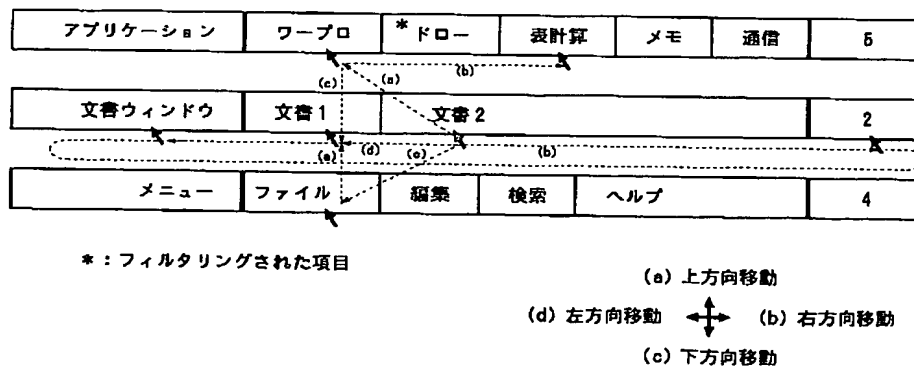 アプリケーション ワープロ *ドロー 表計算 メモ 通信 5
(b)
(c) (a)
文書ウィンドウ 文書1 文書2 2
(a) (d) (c) (b)
メニュー ファイル 編集 検索 ヘルプ 4
*：フィルタリングされた項目
(a) 上方向移動
(d) 左方向移動 (b) 右方向移動
(c) 下方向移動